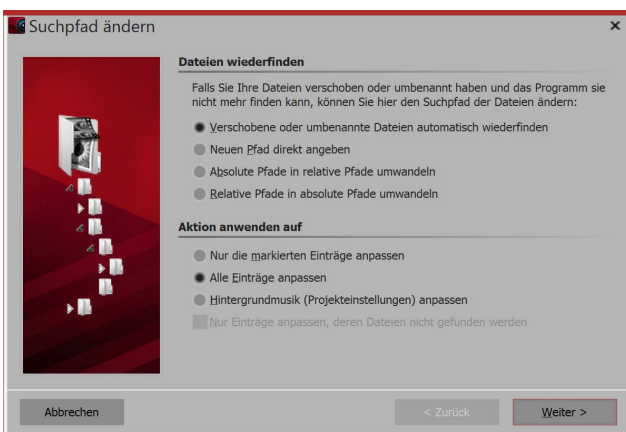 Suchpfad ändern
Dateien wiederfinden
Falls Sie Ihre Dateien verschoben oder umbenannt haben und das Programm sie
nicht mehr finden kann, können Sie hier den Suchpfad der Dateien ändern:
Verschobene oder umbenannte Dateien automatisch wiederfinden
Neuen Pfad direkt angeben
Absolute Pfade in relative Pfade umwandeln
Relative Pfade in absolute Pfade umwandeln
Aktion anwenden auf
Nur die markierten Einträge anpassen
Alle Einträge anpassen
Hintergrundmusik (Projekteinstellungen) anpassen
Nur Einträge anpassen, deren Dateien nicht gefunden werden
Abbrechen
< Zurück
Weiter >